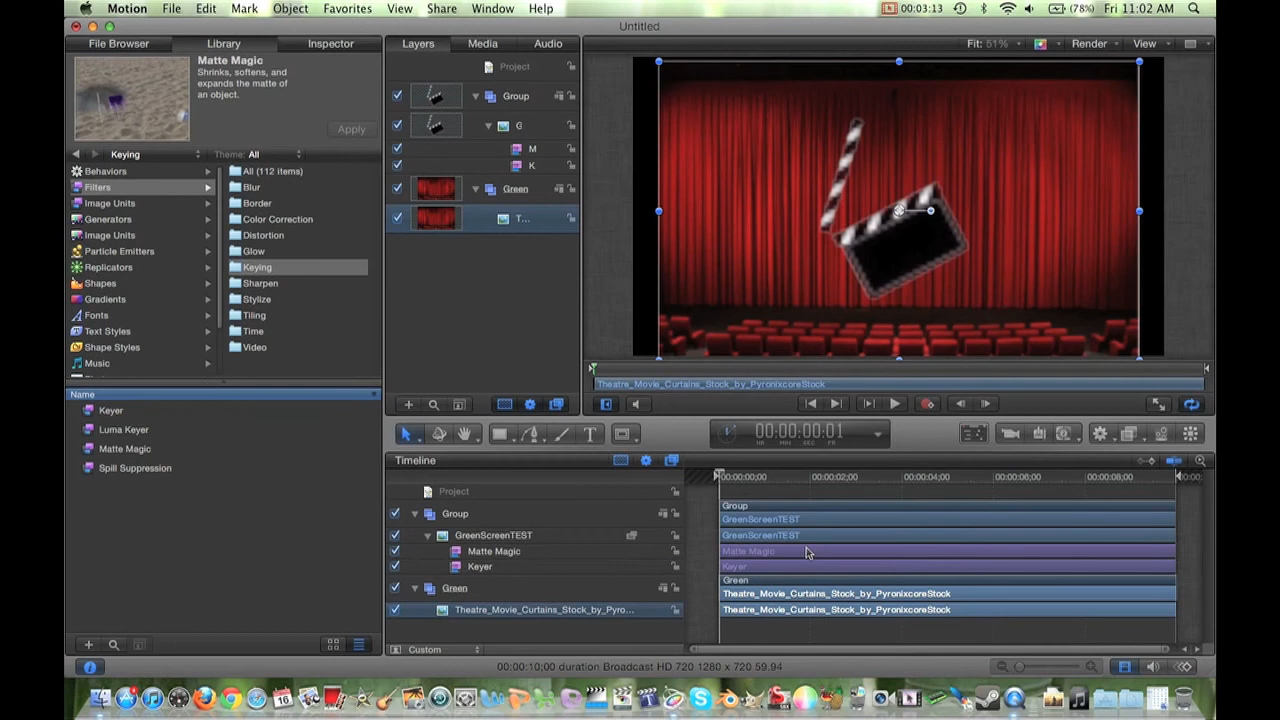 Motion File Edit Mark Object Favorites View Share Window Help 00:03:13 (78%) Fri 11:02 AM
Untitled
File Browser Library Inspector Layers Media Audio Fit: 51% Render View
Matte Magic
Shrinks, softens, and
expands the matte of
an object.
Apply
Project
Group
G
M
K
Green
T...
Keying Theme: All
Behaviors All (112 items)
Filters Blur
Image Units Border
Generators Color Correction
Image Units Distortion
Particle Emitters Glow
Replicators Keying
Shapes Sharpen
Gradients Stylize
Fonts Tiling
Text Styles Time
Shape Styles Video
Music
Theatre_Movie_Curtains_Stock_by_PyronixcoreStock
Name
Keyer
Luma Keyer
Matte Magic
Spill Suppression
00:00:00;01
HR MIN SEC FR
Timeline
00:00:00;00 00:00:02;00 00:00:04;00 00:00:06;00 00:00:08;00 00:00:
Project
Group Group
GreenScreenTEST
GreenScreenTEST GreenScreenTEST
Matte Magic Matte Magic
Keyer Keyer
Green Green
Theatre_Movie_Curtains_Stock_by_PyronixcoreStock
Theatre_Movie_Curtains_Stock_by_Pyro... Theatre_Movie_Curtains_Stock_by_PyronixcoreStock
Custom
00:00:10;00 duration Broadcast HD 720 1280 x 720 59.94
16